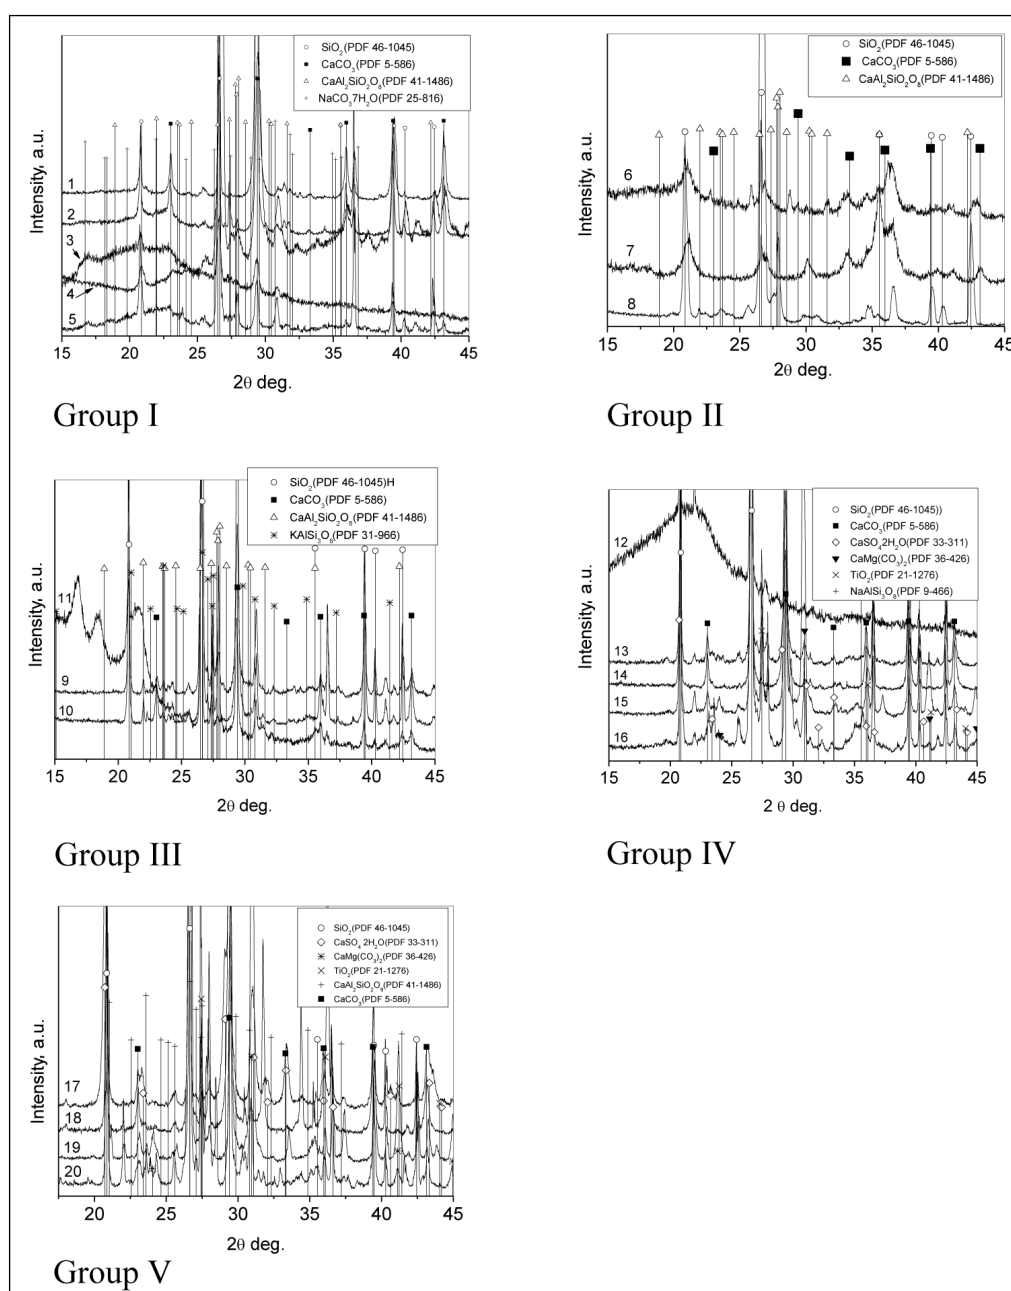 Intensity, a.u.
SiO2(PDF 46-1045)
CaCO3(PDF 5-586)
CaAl2SiO2O8(PDF 41-1486)
NaCO37H2O(PDF 25-816)
1
2
3
4
5
15 20 25 30 35 40 45
2θ deg.
Group I
Intensity, a.u.
SiO2(PDF 46-1045)
CaCO3(PDF 5-586)
CaAl2SiO2O8(PDF 41-1486)
6
7
8
15 20 25 30 35 40 45
2θ deg.
Group II
Intensity, a.u.
SiO2(PDF 46-1045)H
CaCO3(PDF 5-586)
CaAl2SiO2O8(PDF 41-1486)
KAlSi3O8(PDF 31-966)
11
9
10
15 20 25 30 35 40 45
2θ deg.
Group III
Intensity, a.u.
SiO2(PDF 46-1045))
CaCO3(PDF 5-586)
CaSO42H2O(PDF 33-311)
CaMg(CO3)2(PDF 36-426)
TiO2(PDF 21-1276)
NaAlSi3O8(PDF 9-466)
12
13
14
15
16
15 20 25 30 35 40 45
2 θ deg.
Group IV
Intensity, a.u.
SiO2(PDF 46-1045)
CaSO4 2H2O(PDF 33-311)
CaMg(CO3)2(PDF 36-426)
TiO2(PDF 21-1276)
CaAl2SiO2O8(PDF 41-1486)
CaCO3(PDF 5-586)
17
18
19
20
20 25 30 35 40 45
2θ deg.
Group V